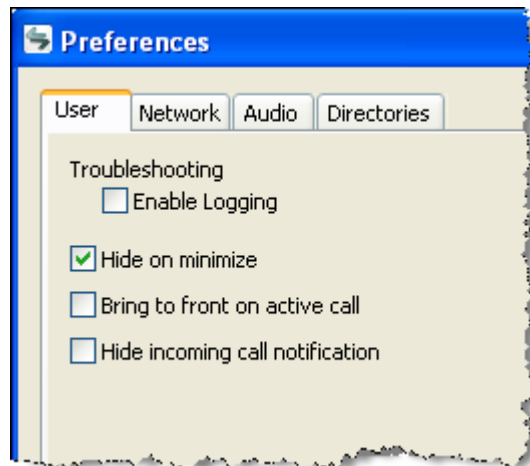 Preferences
User Network Audio Directories
Troubleshooting
Enable Logging
Hide on minimize
Bring to front on active call
Hide incoming call notification